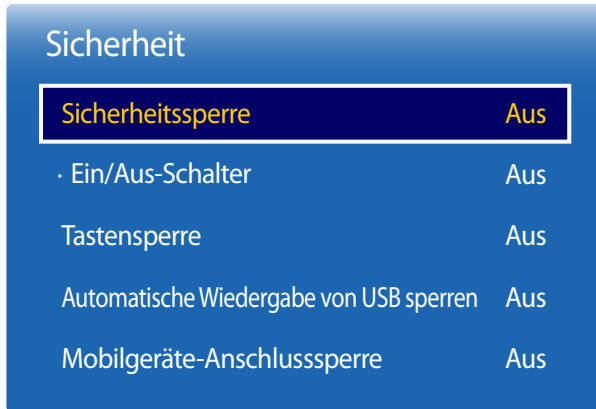 Sicherheit
Sicherheitssperre Aus
· Ein/Aus-Schalter Aus
Tastensperre Aus
Automatische Wiedergabe von USB sperren Aus
Mobilgeräte-Anschlusssperre Aus